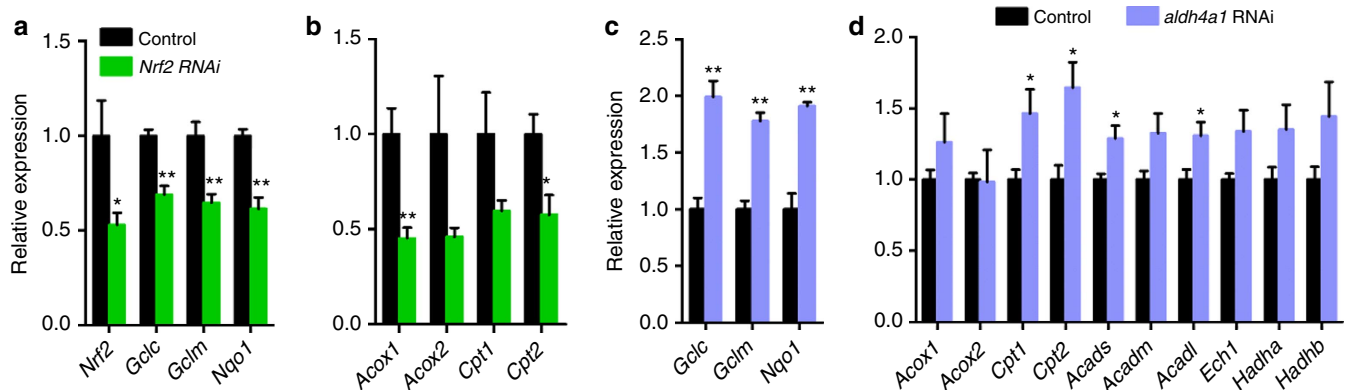 a
Control
Nrf2 RNAi
Relative expression
1.5
1.0
0.5
0.0
*
**
**
**
Nrf2
Gclc
Gclm
Nqo1
b
1.5
1.0
0.5
0.0
**
*
Acox1
Acox2
Cpt1
Cpt2
c
Relative expression
2.5
2.0
1.5
1.0
0.5
0.0
**
**
**
Gclc
Gclm
Nqo1
d
Control
aldh4a1 RNAi
2.0
1.5
1.0
0.5
0.0
*
*
*
*
Acox1
Acox2
Cpt1
Cpt2
Acads
Acadm
Acadl
Ech1
Hadha
Hadhb